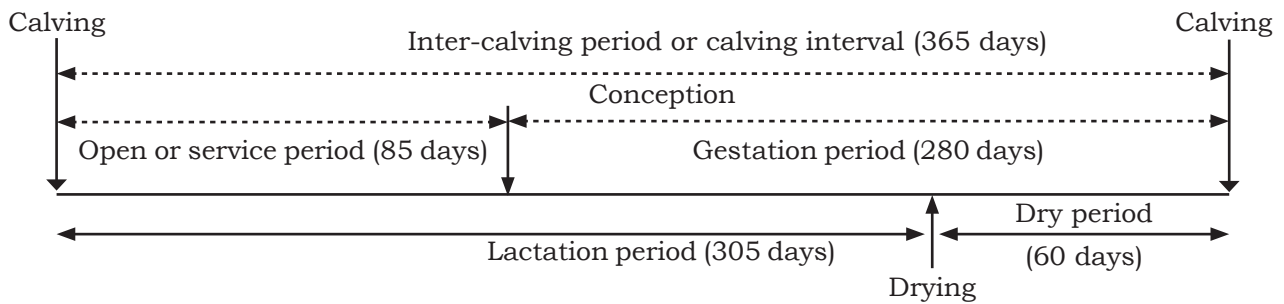 Calving
Calving
Inter-calving period or calving interval (365 days)
Conception
Open or service period (85 days)
Gestation period (280 days)
Dry period
Lactation period (305 days)
(60 days)
Drying